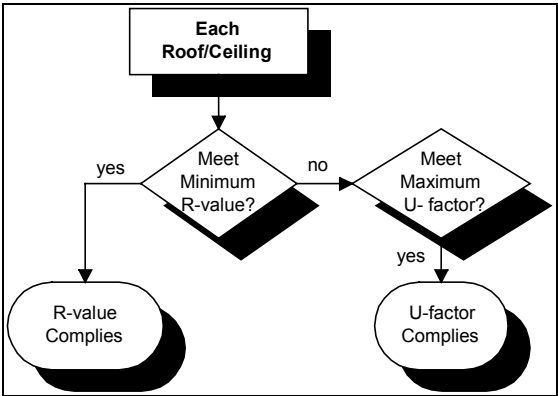 Each
Roof/Ceiling
yes
Meet
Minimum
R-value?
no
Meet
Maximum
U- factor?
yes
R-value
Complies
U-factor
Complies